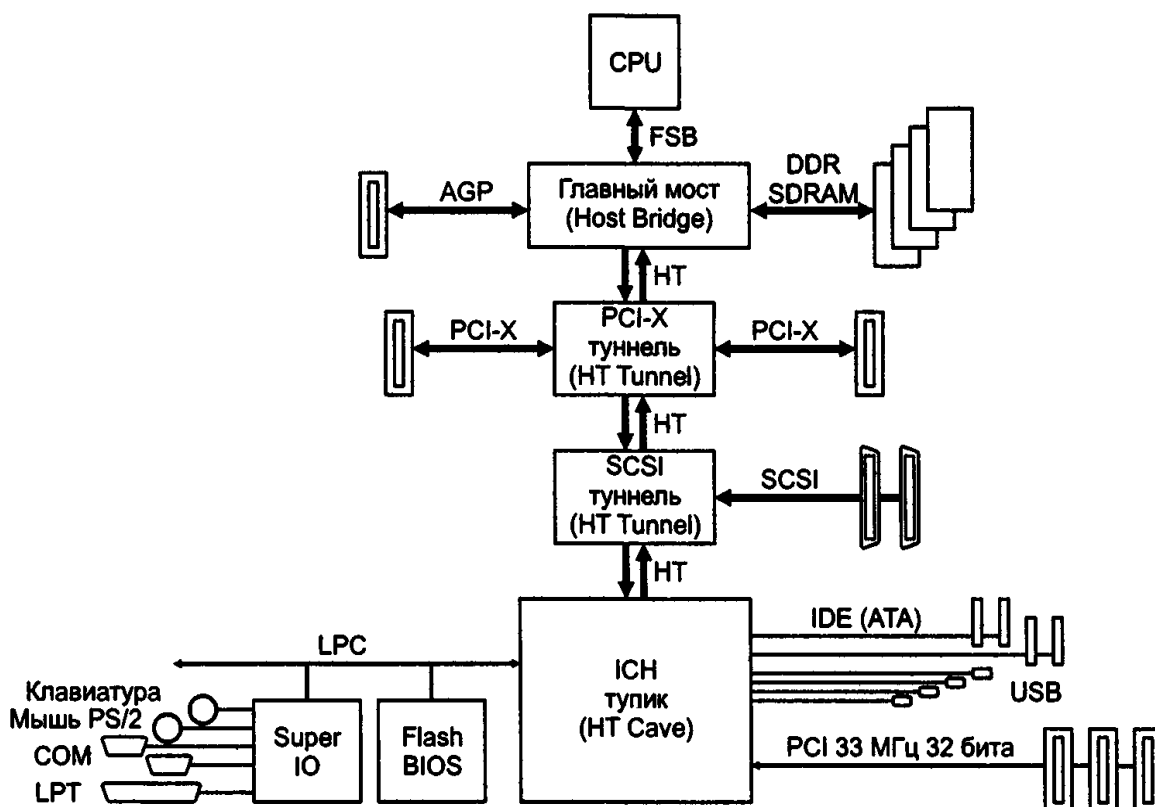 CPU
FSB
AGP
Главный мост
(Host Bridge)
DDR
SDRAM
HT
PCI-X
PCI-X
туннель
(HT Tunnel)
PCI-X
HT
SCSI
туннель
(HT Tunnel)
SCSI
HT
LPC
ICH
тупик
(HT Cave)
IDE (ATA)
USB
Клавиатура
Мышь PS/2
COM
LPT
Super
IO
Flash
BIOS
PCI 33 МГц 32 бита